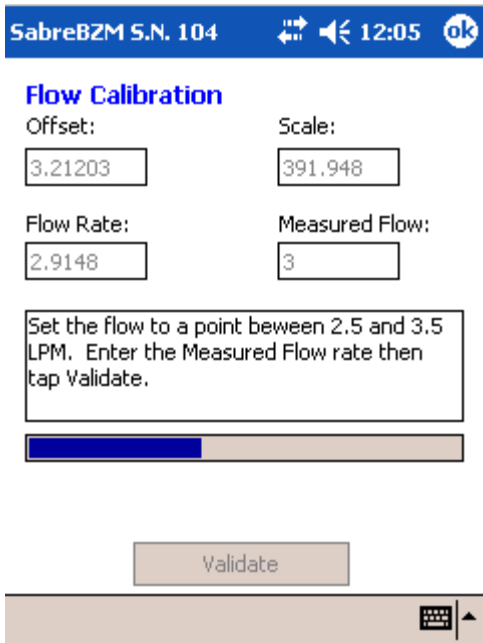 SabreBZM S.N. 104 12:05 ok
Flow Calibration
Offset: Scale:
3.21203 391.948
Flow Rate: Measured Flow:
2.9148 3
Set the flow to a point beween 2.5 and 3.5
LPM. Enter the Measured Flow rate then
tap Validate.
Validate